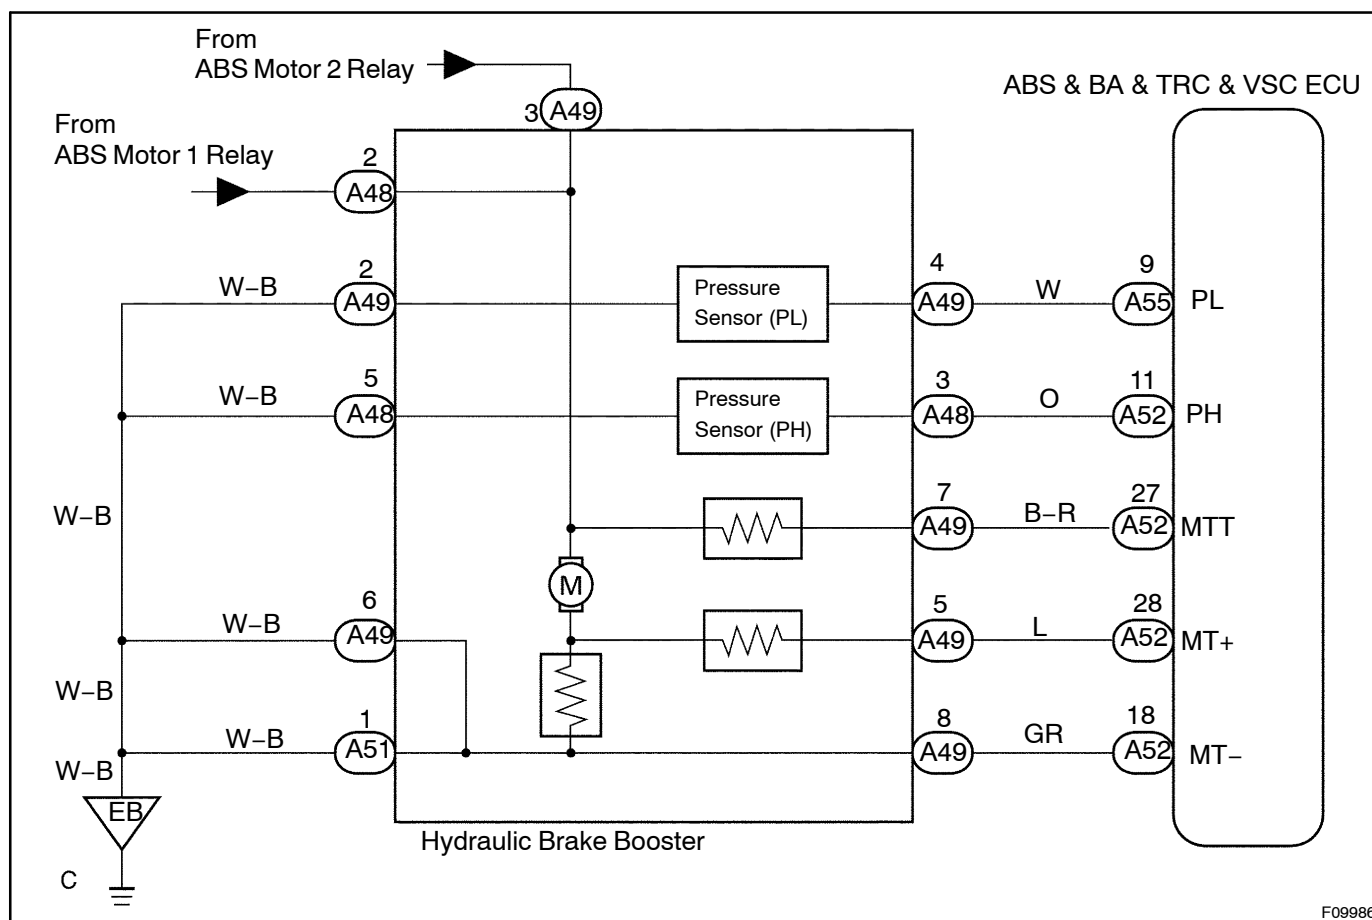 From
ABS Motor 2 Relay
ABS & BA & TRC & VSC ECU
3 A49
From
ABS Motor 1 Relay
2
A48
2
W-B
A49
Pressure
Sensor (PL)
4
A49
W
9
A55
PL
5
W-B
A48
Pressure
Sensor (PH)
3
A48
O
11
A52
PH
W-B
7
A49
B-R
27
A52
MTT
M
6
W-B
A49
5
A49
L
28
A52
MT+
W-B
1
W-B
A51
8
A49
GR
18
A52
MT-
W-B
EB
C
Hydraulic Brake Booster
F09986